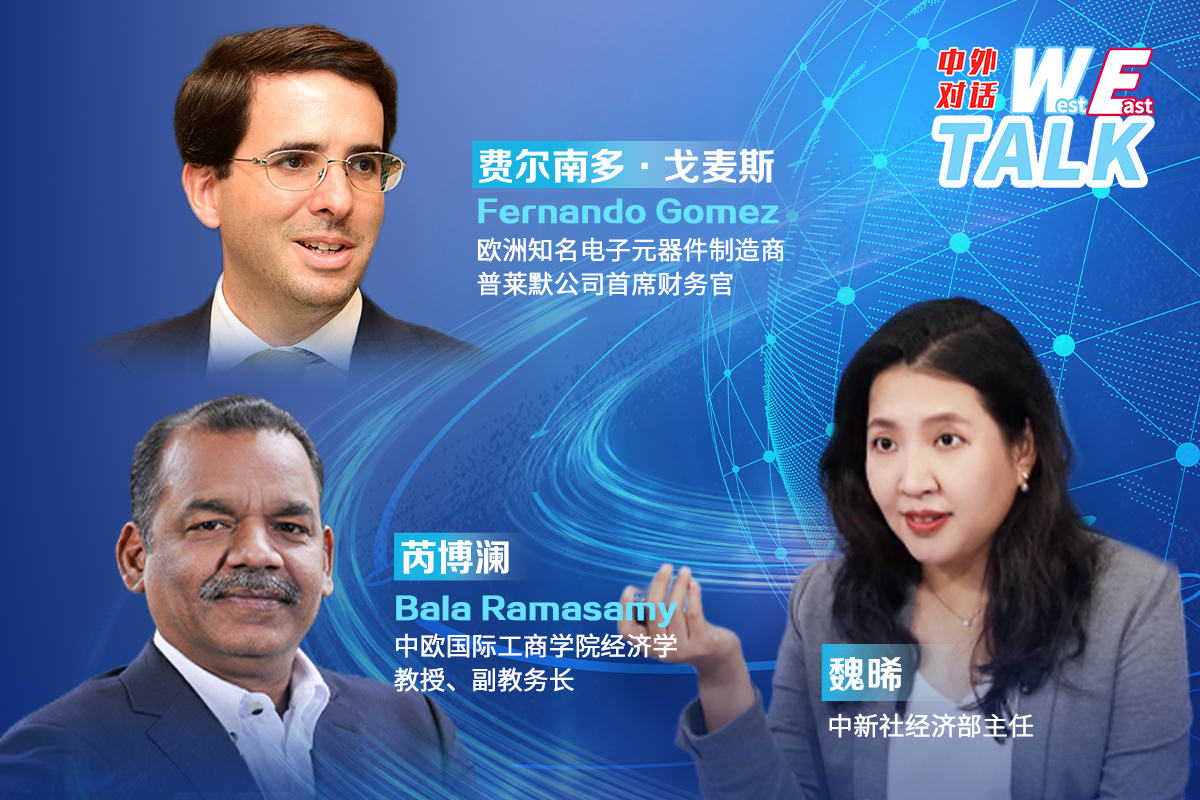 中外
对话
West East
TALK
费尔南多·戈麦斯
Fernando Gomez
欧洲知名电子元器件制造商
普莱默公司首席财务官
芮博澜
Bala Ramasamy
中欧国际工商学院经济学
教授、副教务长
魏晞
中新社经济部主任